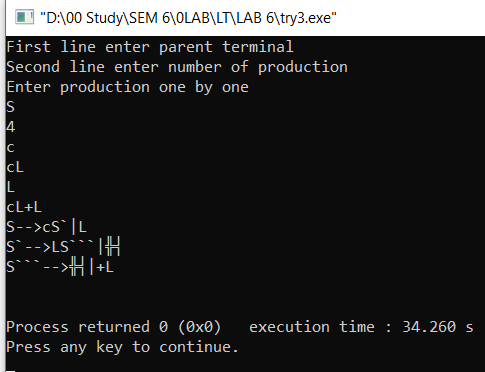 "D:\00 Study\SEM 6\0LAB\LT\LAB 6\try3.exe"
First line enter parent terminal
Second line enter number of production
Enter production one by one
S
4
c
cL
L
cL+L
S-->cS`|L
S`-->LS```|╬╡
S```-->╬╡|+L
Process returned 0 (0x0)   execution time : 34.260 s
Press any key to continue.